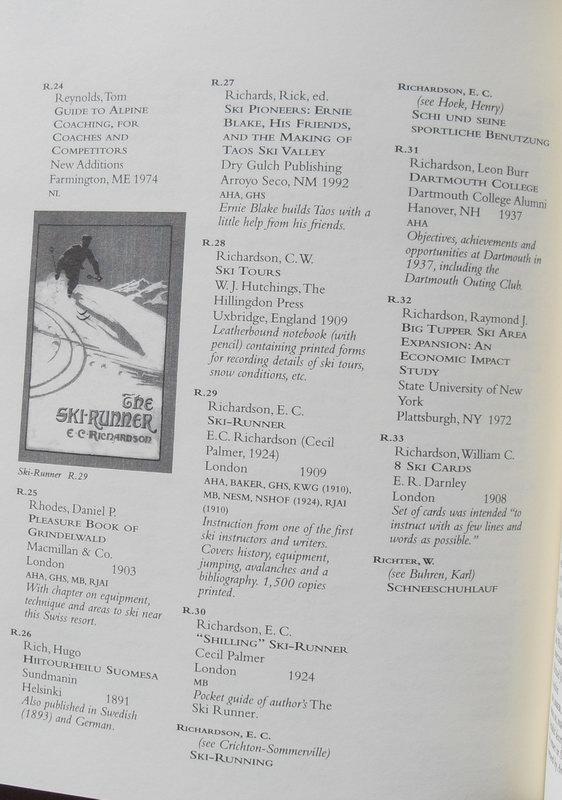 R.24
Reynolds, Tom
GUIDE TO ALPINE
COACHING, FOR
COACHES AND
COMPETITORS
New Additions
Farmington, ME 1974
NL
THE
SKI-RUNNER
E·C·RICHARDSON
Ski-Runner R.29
R.25
Rhodes, Daniel P.
PLEASURE BOOK OF
GRINDELWALD
Macmillan & Co.
London 1903
AHA, GHS, MB, RJAI
With chapter on equipment,
technique and areas to ski near
this Swiss resort.
R.26
Rich, Hugo
HIITOURHEILU SUOMESA
Sundmanin
Helsinki 1891
Also published in Swedish
(1893) and German.
R.27
Richards, Rick, ed.
SKI PIONEERS: ERNIE
BLAKE, HIS FRIENDS,
AND THE MAKING OF
TAOS SKI VALLEY
Dry Gulch Publishing
Arroyo Seco, NM 1992
AHA, GHS
Ernie Blake builds Taos with a
little help from his friends.
R.28
Richardson, C. W.
SKI TOURS
W. J. Hutchings, The
Hillingdon Press
Uxbridge, England 1909
Leatherbound notebook (with
pencil) containing printed forms
for recording details of ski tours,
snow conditions, etc.
R.29
Richardson, E. C.
SKI-RUNNER
E.C. Richardson (Cecil
Palmer, 1924)
London 1909
AHA, BAKER, GHS, KWG (1910),
MB, NESM, NSHOF (1924), RJAI
(1910)
Instruction from one of the first
ski instructors and writers.
Covers history, equipment,
jumping, avalanches and a
bibliography. 1,500 copies
printed.
R.30
Richardson, E. C.
"SHILLING" SKI-RUNNER
Cecil Palmer
London 1924
MB
Pocket guide of author's The
Ski Runner.
RICHARDSON, E. C.
(see Crichton-Sommerville)
SKI-RUNNING
RICHARDSON, E. C.
(see Hoek, Henry)
SCHI UND SEINE
SPORTLICHE BENUTZUNG
R.31
Richardson, Leon Burr
DARTMOUTH COLLEGE
Dartmouth College Alumni
Hanover, NH 1937
AHA
Objectives, achievements and
opportunities at Dartmouth in
1937, including the
Dartmouth Outing Club.
R.32
Richardson, Raymond J.
BIG TUPPER SKI AREA
EXPANSION: AN
ECONOMIC IMPACT
STUDY
State University of New
York
Plattsburgh, NY 1972
R.33
Richardson, William C.
8 SKI CARDS
E. R. Darnley
London 1908
Set of cards was intended "to
instruct with as few lines and
words as possible."
RICHTER, W.
(see Buhren, Karl)
SCHNEESCHUHLAUF